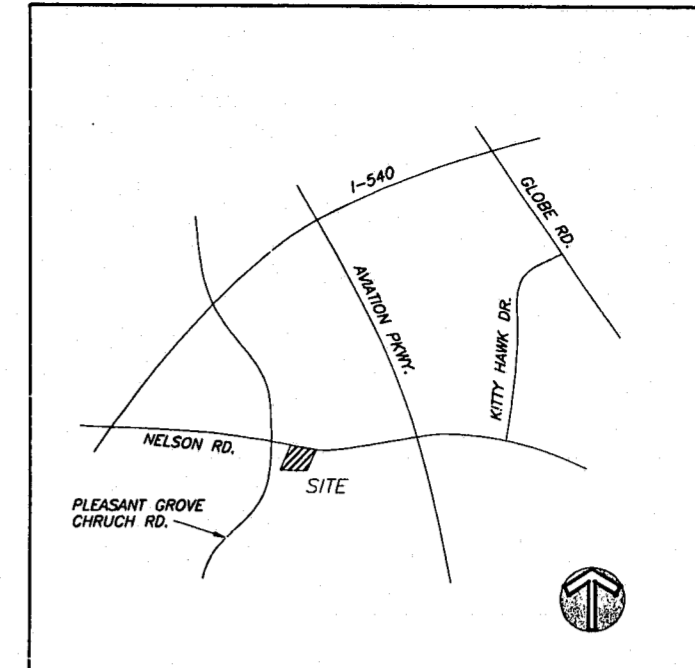 I-540
GLOBE RD.
AVIATION PKWY.
KITTY HAWK DR.
NELSON RD.
SITE
PLEASANT GROVE
CHRUCH RD.